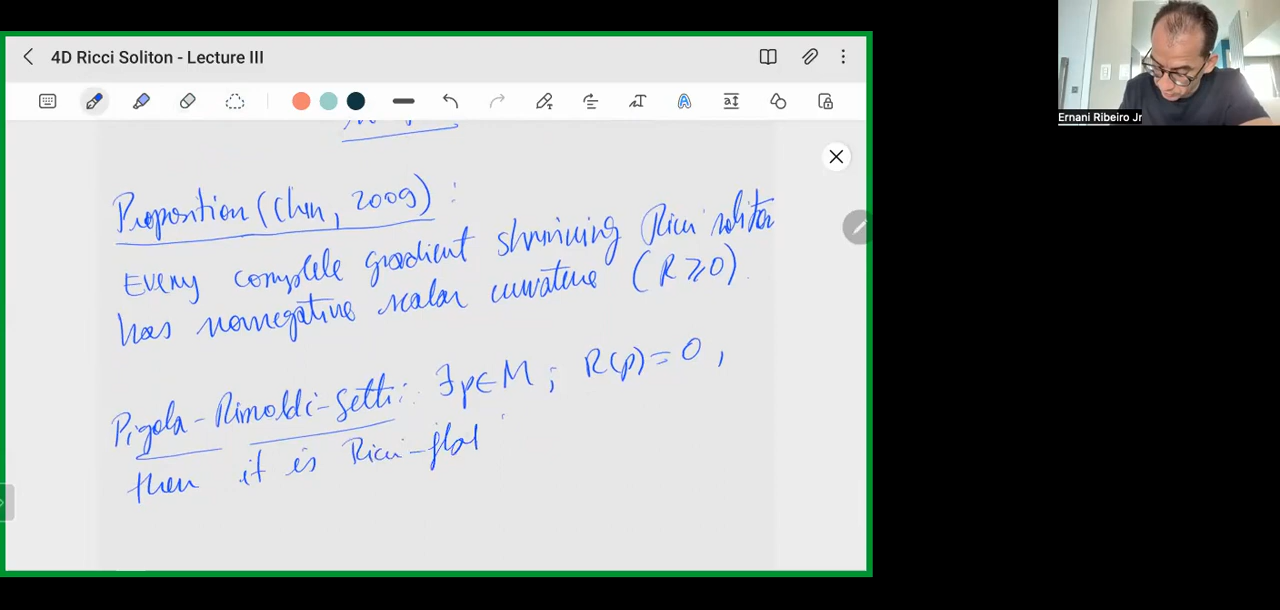 4D Ricci Soliton - Lecture III
Proposition (Chen, 2009) :
Every complete gradient shrinking Ricci soliton
has nonnegative scalar curvature (R ≥ 0).
Pigola-Rimoldi-Setti: ∃ p ∈ M ; R(p) = 0 ,
then it is Ricci-flat
Ernani Ribeiro Jr